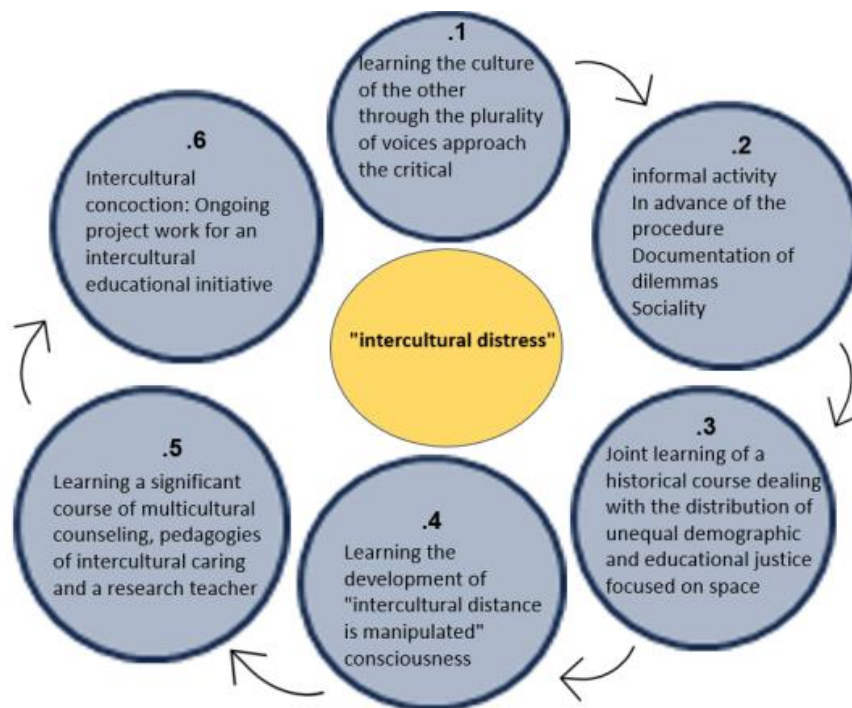 .1
learning the culture
of the other
through the plurality
of voices approach
the critical
.2
informal activity
In advance of the
procedure
Documentation of
dilemmas
Sociality
.3
Joint learning of a
historical course dealing
with the distribution of
unequal demographic
and educational justice
focused on space
.4
Learning the
development of
"intercultural distance
is manipulated"
consciousness
.5
Learning a significant
course of multicultural
counseling, pedagogies
of intercultural caring
and a research teacher
.6
Intercultural
concoction: Ongoing
project work for an
intercultural
educational initiative
"intercultural distress"